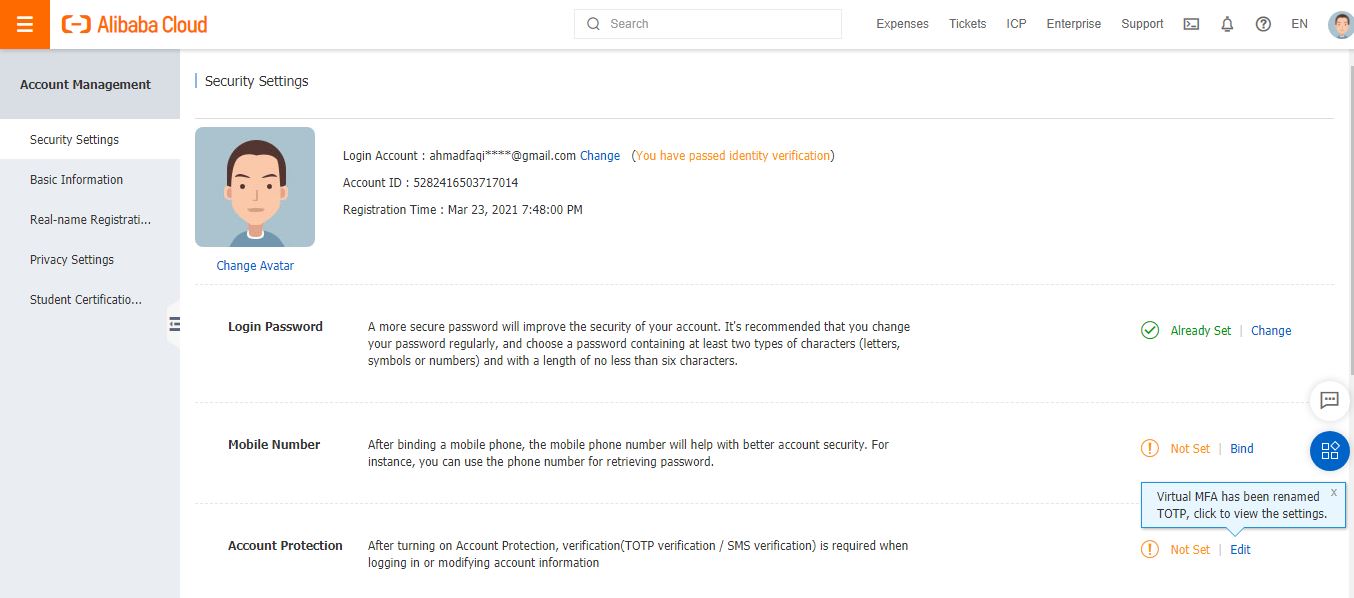 Alibaba Cloud
Search
Expenses Tickets ICP Enterprise Support EN
Account Management
Security Settings
Basic Information
Real-name Registrati...
Privacy Settings
Student Certificatio...
Security Settings
Login Account : ahmadfaqi****@gmail.com Change (You have passed identity verification)
Account ID : 5282416503717014
Registration Time : Mar 23, 2021 7:48:00 PM
Change Avatar
Login Password
A more secure password will improve the security of your account. It's recommended that you change
your password regularly, and choose a password containing at least two types of characters (letters,
symbols or numbers) and with a length of no less than six characters.
Already Set | Change
Mobile Number
After binding a mobile phone, the mobile phone number will help with better account security. For
instance, you can use the phone number for retrieving password.
Not Set | Bind
Virtual MFA has been renamed x
TOTP, click to view the settings.
Account Protection
After turning on Account Protection, verification(TOTP verification / SMS verification) is required when
logging in or modifying account information
Not Set | Edit